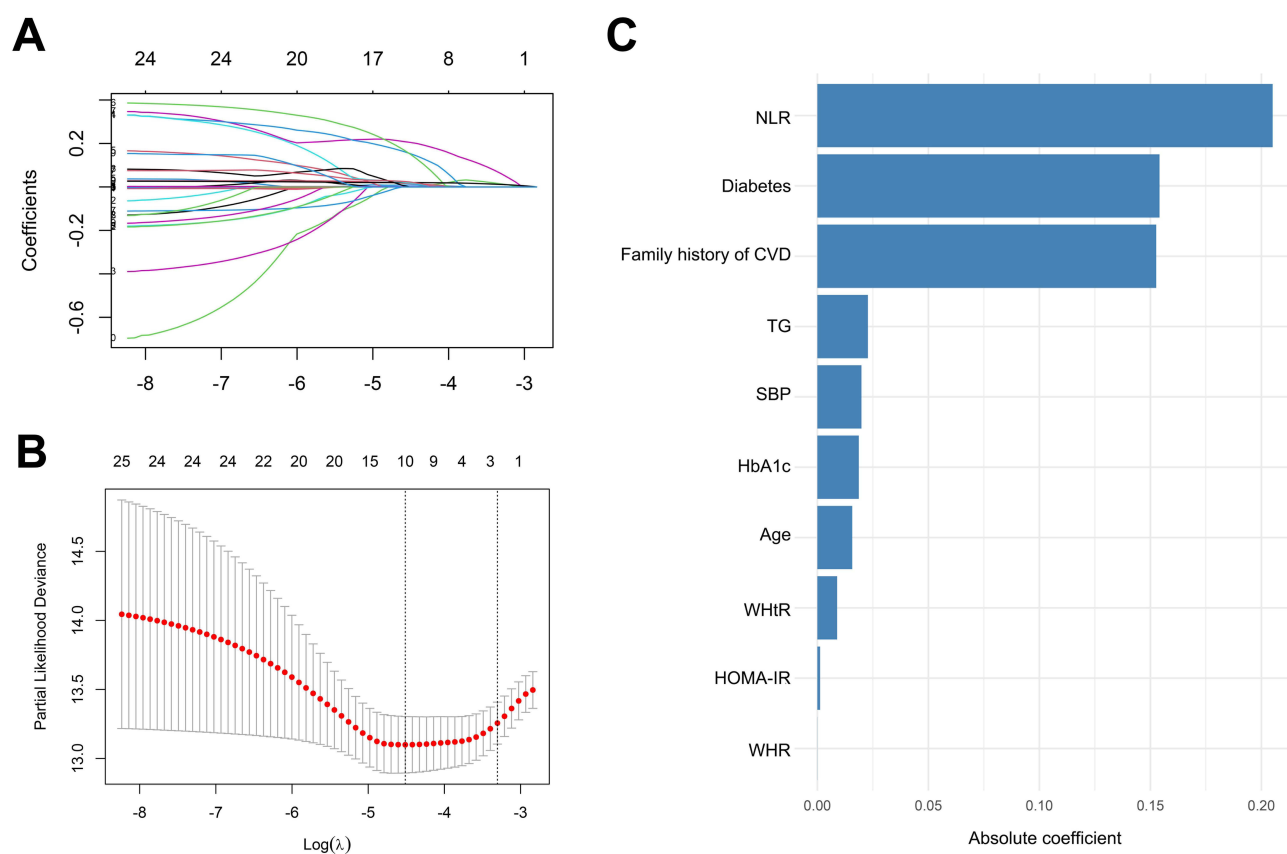 A
24 24 20 17 8 1
Coefficients
0.2
-0.2
-0.6
-8 -7 -6 -5 -4 -3
B
25 24 24 24 22 20 20 15 10 9 4 3 1
Partial Likelihood Deviance
14.5
14.0
13.5
13.0
-8 -7 -6 -5 -4 -3
Log(λ)
C
NLR
Diabetes
Family history of CVD
TG
SBP
HbA1c
Age
WHtR
HOMA-IR
WHR
0.00 0.05 0.10 0.15 0.20
Absolute coefficient